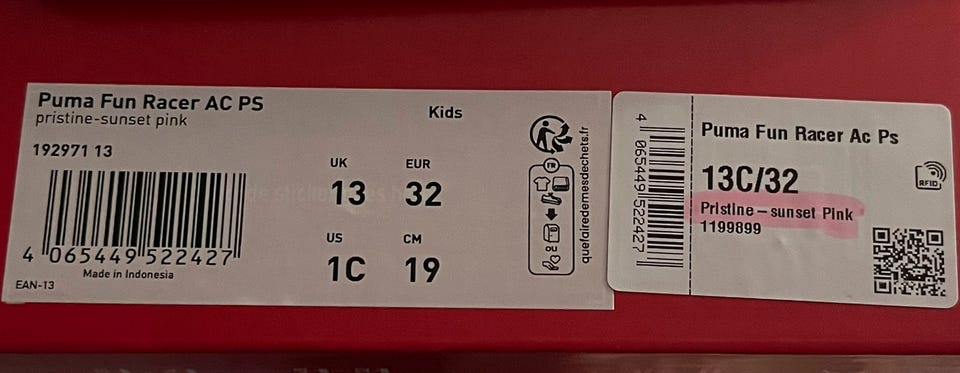 Puma Fun Racer AC PS
pristine-sunset pink
Kids
192971 13
UK
EUR
13
32
US
CM
1C
19
4 065449 522427
Made in Indonesia
EAN-13
FR
OU
quefairedemesdechets.fr
4 065449 522427
Puma Fun Racer Ac Ps
13C/32
Pristine – sunset Pink
1199899
RFID